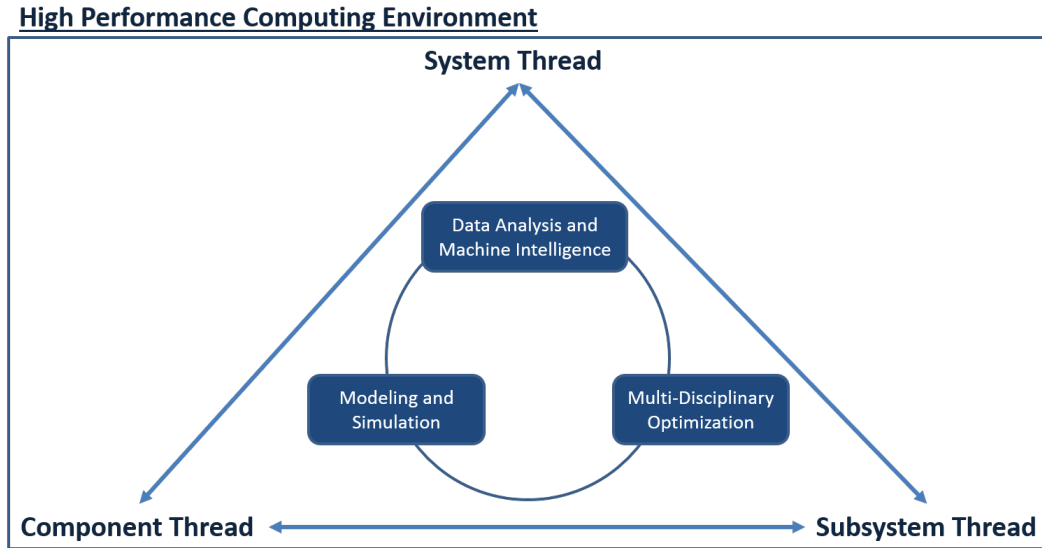 High Performance Computing Environment
System Thread
Data Analysis and
Machine Intelligence
Modeling and
Simulation
Multi-Disciplinary
Optimization
Component Thread
Subsystem Thread